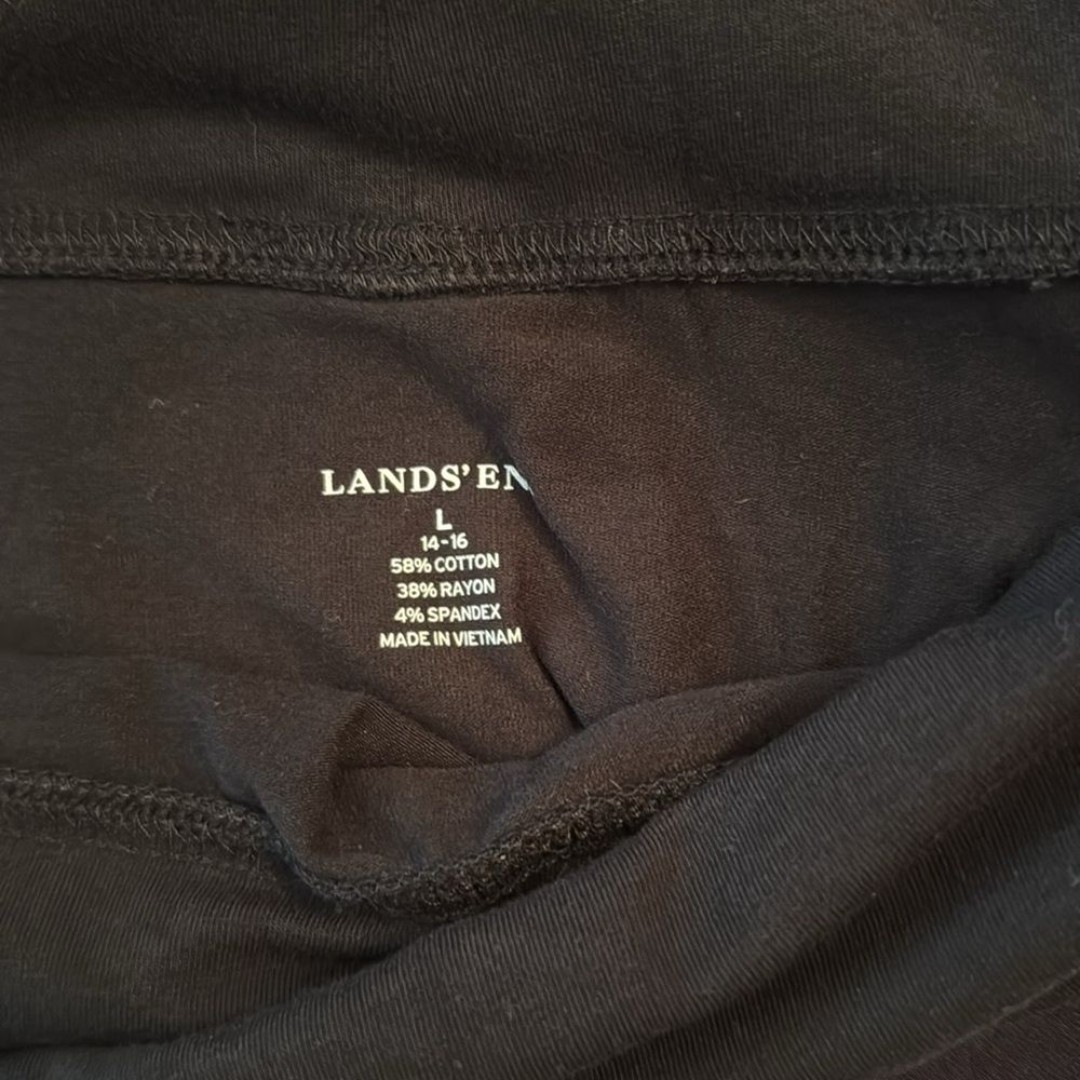 LANDS' EN
L
14-16
58% COTTON
38% RAYON
4% SPANDEX
MADE IN VIETNAM